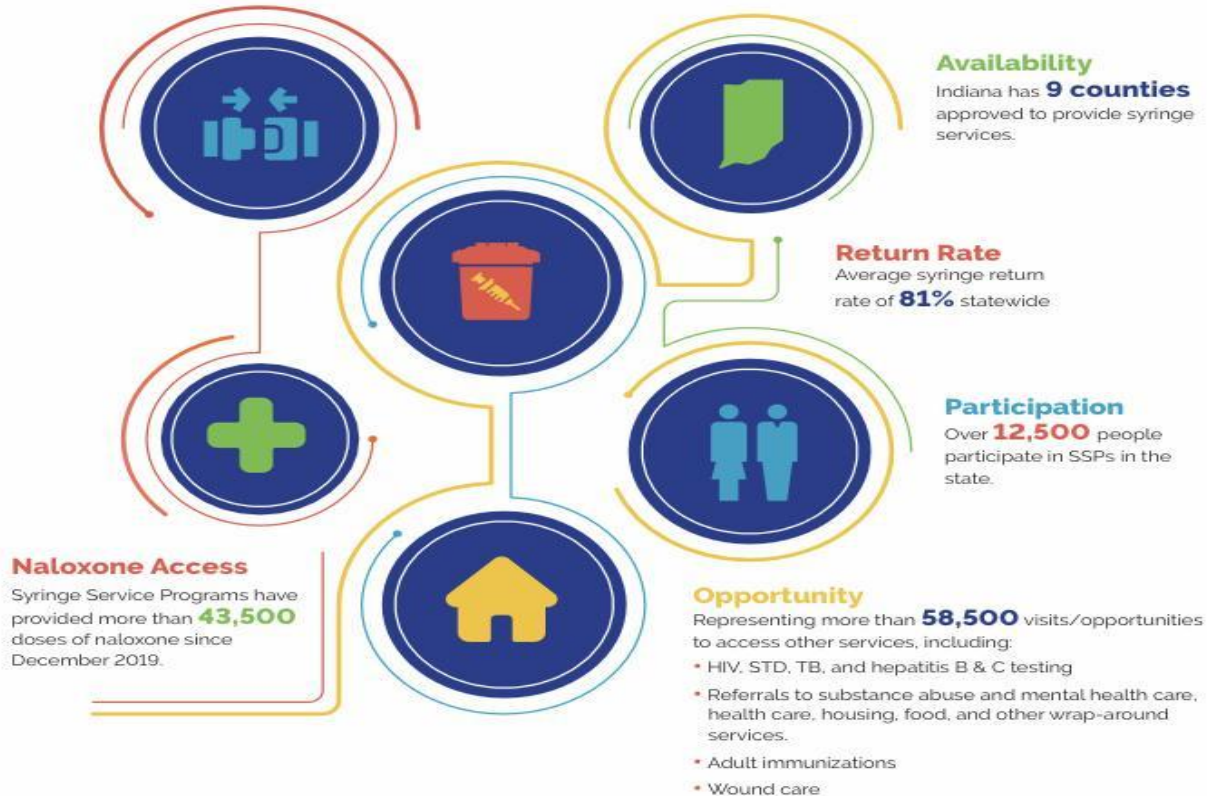 Availability
Indiana has 9 counties
approved to provide syringe
services.
Return Rate
Average syringe return
rate of 81% statewide
Participation
Over 12,500 people
participate in SSPs in the
state.
Naloxone Access
Syringe Service Programs have
provided more than 43,500
doses of naloxone since
December 2019.
Opportunity
Representing more than 58,500 visits/opportunities
to access other services, including:
• HIV, STD, TB, and hepatitis B & C testing
• Referrals to substance abuse and mental health care,
health care, housing, food, and other wrap-around
services.
• Adult immunizations
• Wound care